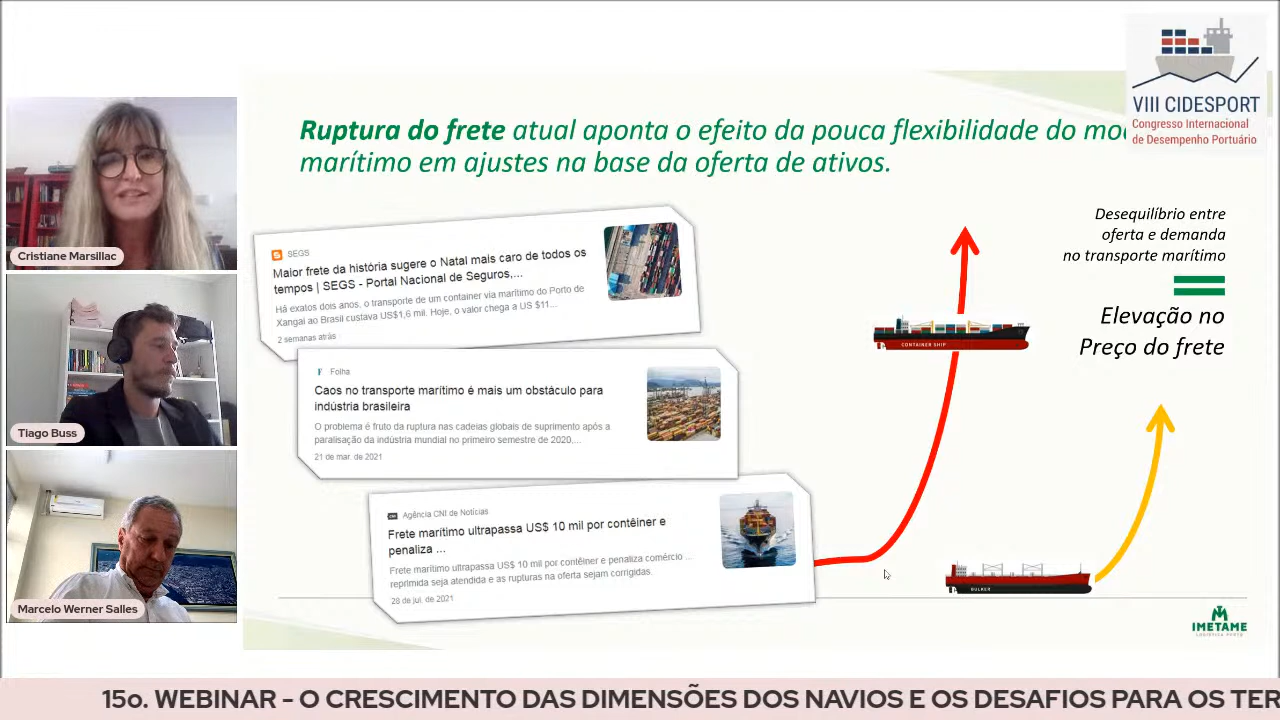 VIII CIDESPORT
Congresso Internacional
de Desempenho Portuário
Ruptura do frete atual aponta o efeito da pouca flexibilidade do
marítimo em ajustes na base da oferta de ativos.
Cristiane Marsillac
Tiago Buss
Marcelo Werner Salles
SEGS
Maior frete da história sugere o Natal mais caro de todos os
tempos | SEGS - Portal Nacional de Seguros,...
Há exatos dois anos, o transporte de um container via marítimo do Porto de
Xangai ao Brasil custava US$1,6 mil. Hoje, o valor chega a US $11...
2 semanas atrás
F Folha
Caos no transporte marítimo é mais um obstáculo para
indústria brasileira
O problema é fruto da ruptura nas cadeias globais de suprimento após a
paralisação da indústria mundial no primeiro semestre de 2020,...
21 de mar. de 2021
Agência CNI de Notícias
Frete marítimo ultrapassa US$ 10 mil por contêiner e
penaliza ...
Frete marítimo ultrapassa US$ 10 mil por contêiner e penaliza comércio ...
reprimida seja atendida e as rupturas na oferta sejam corrigidas.
28 de jul. de 2021
Desequilíbrio entre
oferta e demanda
no transporte marítimo
Elevação no
Preço do frete
CONTAINER SHIP
BULKER
IMETAME
LOGÍSTICA PORTO
15o. WEBINAR - O CRESCIMENTO DAS DIMENSÕES DOS NAVIOS E OS DESAFIOS PARA OS TER